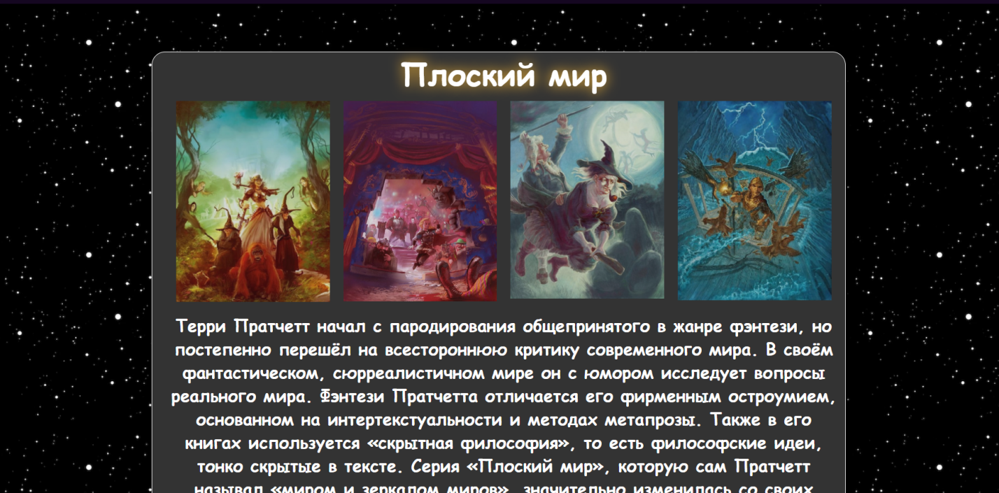 Плоский мир
Терри Пратчетт начал с пародирования общепринятого в жанре фэнтези, но
постепенно перешёл на всестороннюю критику современного мира. В своём
фантастическом, сюрреалистичном мире он с юмором исследует вопросы
реального мира. Фэнтези Пратчетта отличается его фирменным остроумием,
основанном на интертекстуальности и методах метапрозы. Также в его
книгах используется «скрытная философия», то есть философские идеи,
тонко скрытые в тексте. Серия «Плоский мир», которую сам Пратчетт
называл «миром и зеркалом миров», значительно изменилась со своих